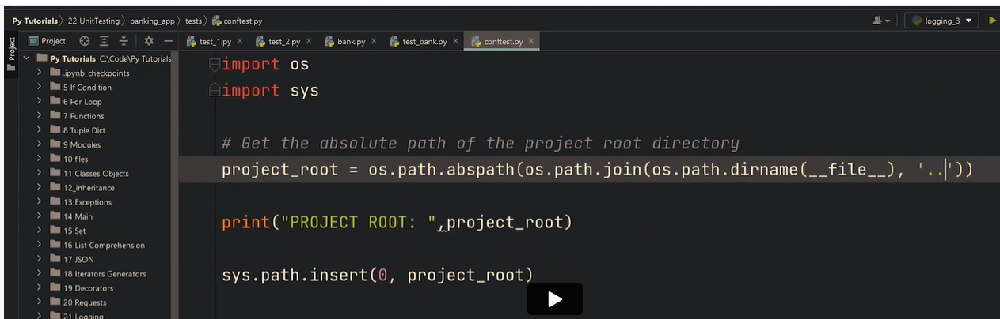 Py Tutorials 22 UnitTesting banking_app tests conftest.py logging_3
Project test_1.py test_2.py bank.py test_bank.py conftest.py
Project
Py Tutorials C:\Code\Py Tutorials
.ipynb_checkpoints
5 If Condition
6 For Loop
7 Functions
8 Tuple Dict
9 Modules
10 files
11 Classes Objects
12_inheritance
13 Exceptions
14 Main
15 Set
16 List Comprehension
17 JSON
18 Iterators Generators
19 Decorators
20 Requests
21 Logging
import os
import sys
# Get the absolute path of the project root directory
project_root = os.path.abspath(os.path.join(os.path.dirname(__file__), '..'))
print("PROJECT ROOT: ",project_root)
sys.path.insert(0, project_root)